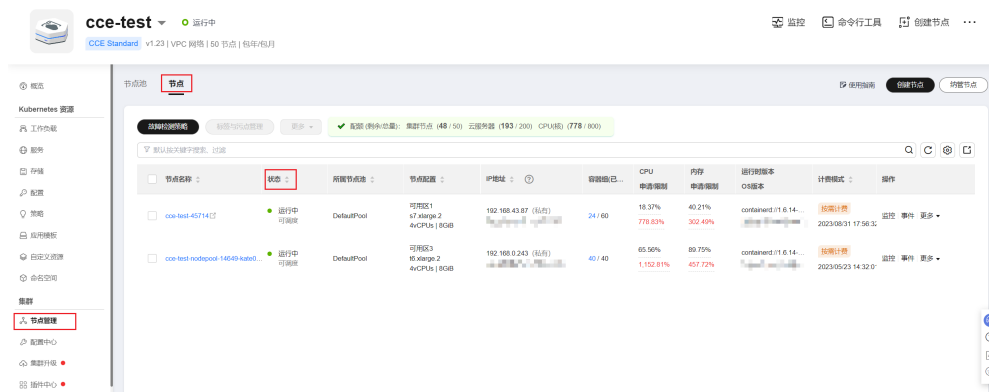 cce-test 运行中
CCE Standard v1.23 | VPC 网络 | 50 节点 | 包年/包月
监控 命令行工具 创建节点 ...
概览
Kubernetes 资源
工作负载
服务
存储
配置
策略
应用模板
自定义资源
命名空间
集群
节点管理
配置中心
集群升级
插件中心
节点池 节点
使用指南 创建节点 纳管节点
故障检测策略 标签与污点管理 更多 配额 (剩余/总量): 集群节点 (48 / 50) 云服务器 (193 / 200) CPU(核) (778 / 800)
默认按关键字搜索、过滤
节点名称 状态 所属节点池 节点配置 IP地址 容器组(已... CPU 申请/限制 内存 申请/限制 运行时版本 OS版本 计费模式 操作
cce-test-45714 运行中 可调度 DefaultPool 可用区1 s7.xlarge.2 4vCPUs | 8GiB 192.168.43.87 (私有) 24 / 60 18.37% 778.83% 40.21% 302.49% containerd://1.6.14-... 按需计费 2023/08/31 17:56:32 监控 事件 更多
cce-test-nodepool-14649-kate0... 运行中 可调度 DefaultPool 可用区3 t6.xlarge.2 4vCPUs | 8GiB 192.168.0.243 (私有) 40 / 40 65.56% 1,152.81% 89.75% 457.72% containerd://1.6.14-... 按需计费 2023/05/23 14:32:01 监控 事件 更多